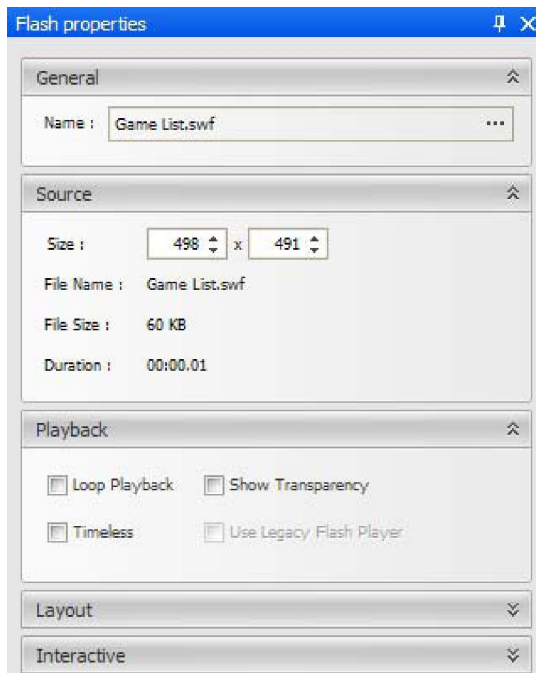 Flash properties
General
Name : Game List.swf ...
Source
Size : 498 x 491
File Name : Game List.swf
File Size : 60 KB
Duration : 00:00.01
Playback
Loop Playback Show Transparency
Timeless Use Legacy Flash Player
Layout
Interactive